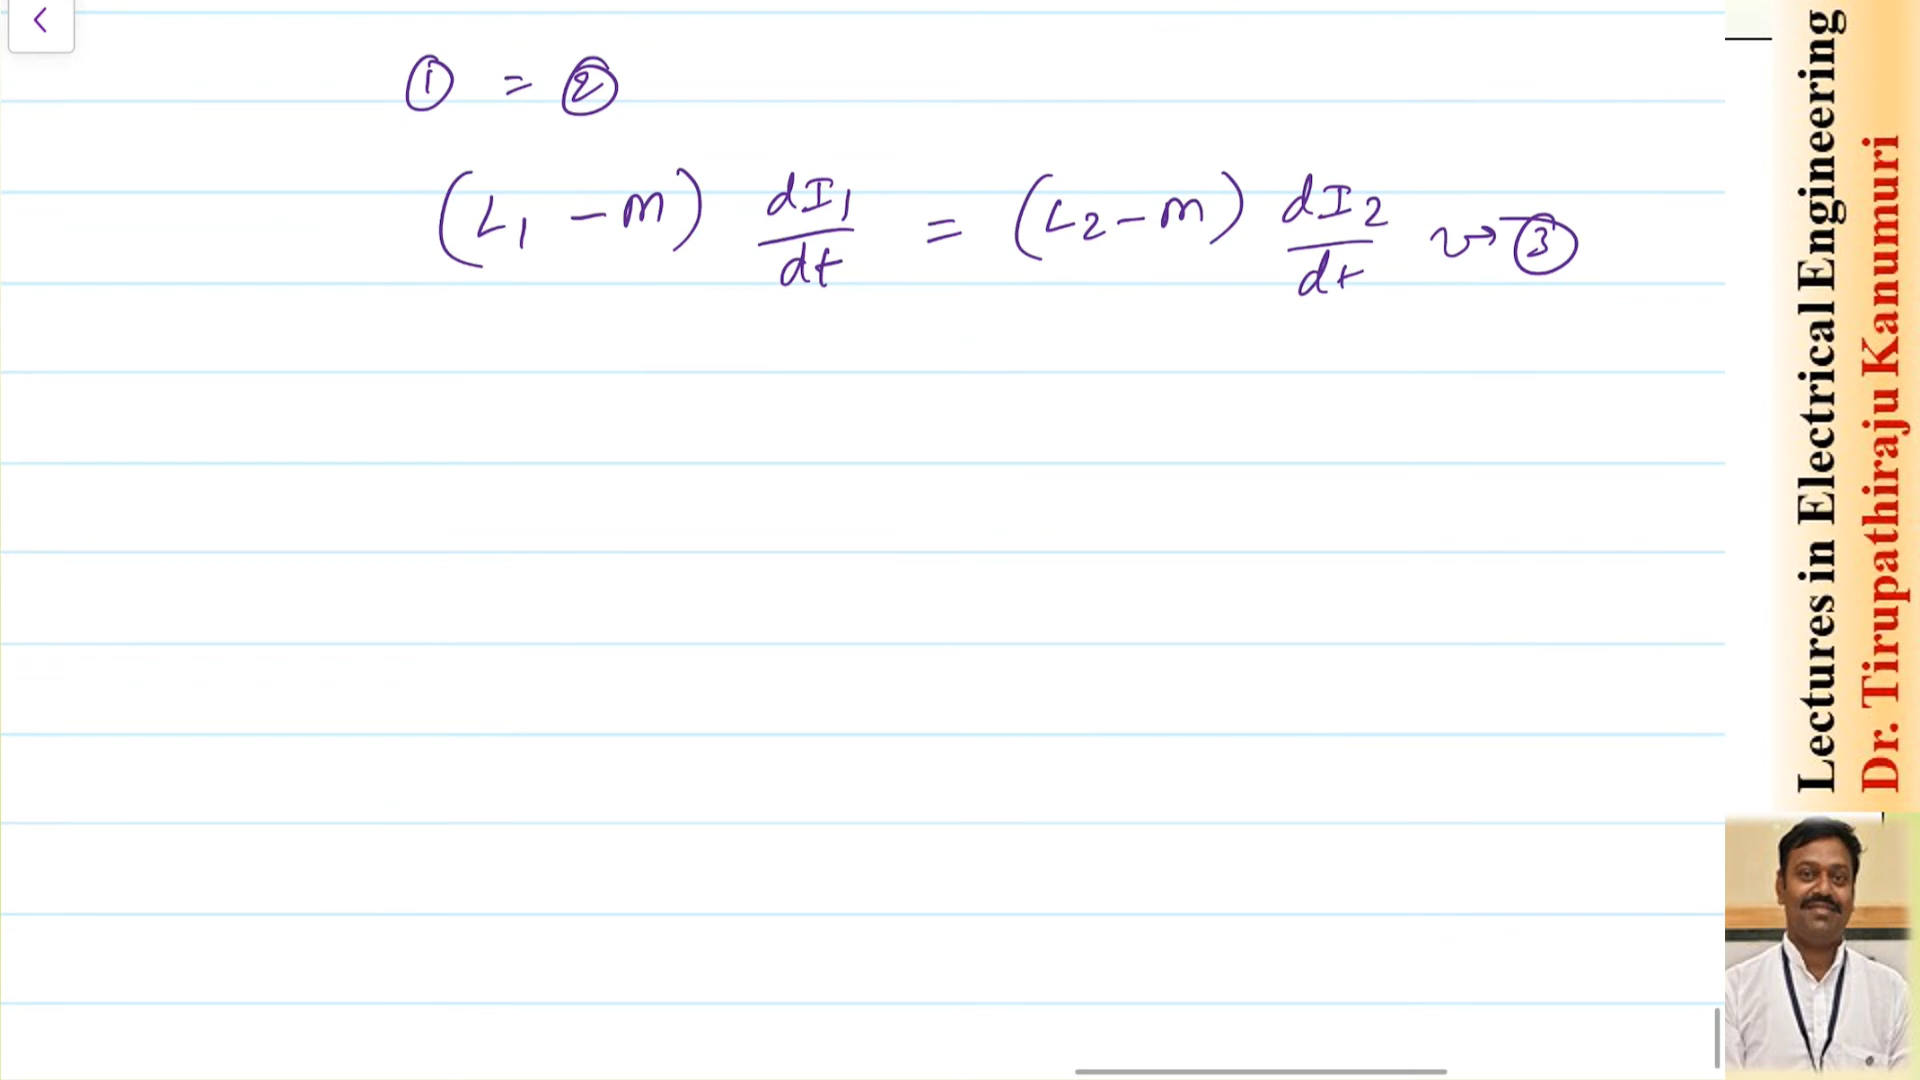 ① = ②
(L₁ - m) dI₁/dt = (L₂ - m) dI₂/dt → ③
Lectures in Electrical Engineering
Dr. Tirupathiraju Kanumuri